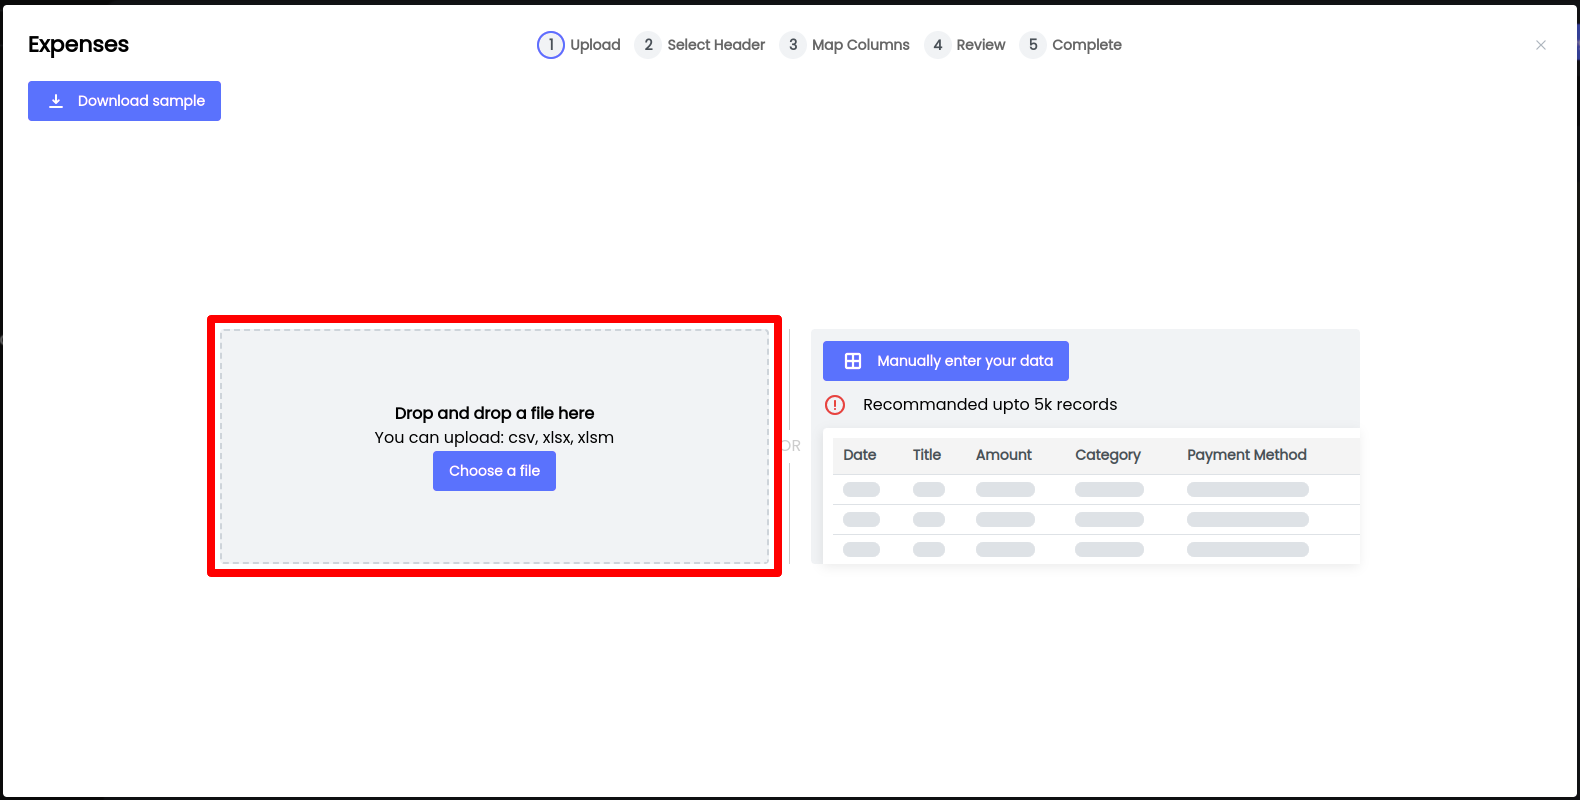 Expenses
1 Upload 2 Select Header 3 Map Columns 4 Review 5 Complete
Download sample
Drop and drop a file here
You can upload: csv, xlsx, xlsm
Choose a file
OR
Manually enter your data
Recommanded upto 5k records
Date Title Amount Category Payment Method